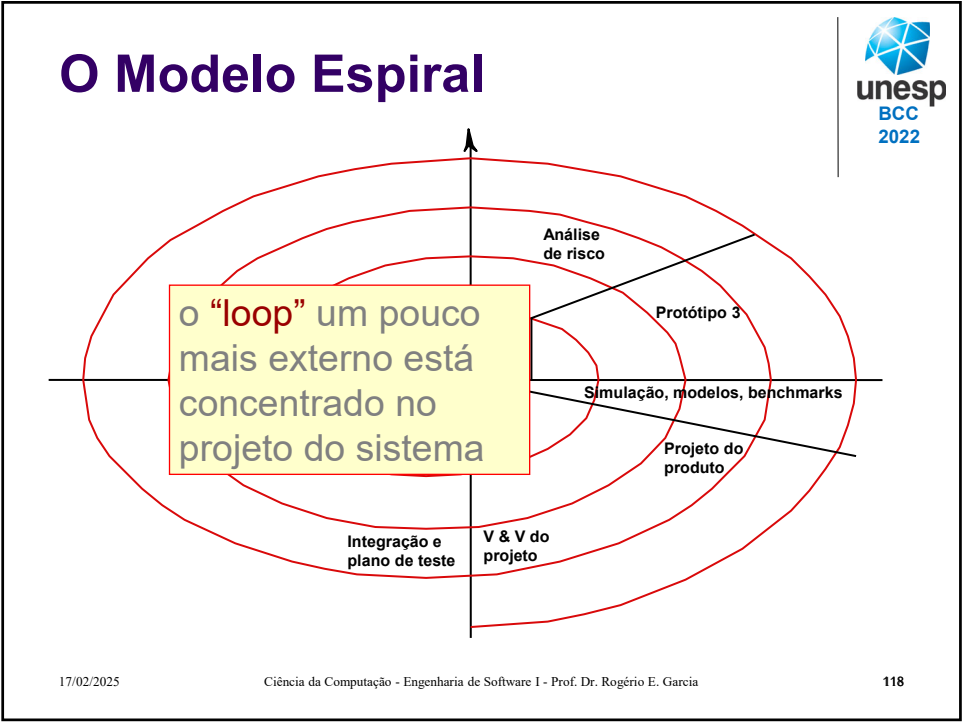 O Modelo Espiral
unesp
BCC
2022
Análise
de risco
o “loop” um pouco
mais externo está
concentrado no
projeto do sistema
Protótipo 3
Simulação, modelos, benchmarks
Projeto do
produto
Integração e
plano de teste
V & V do
projeto
17/02/2025
Ciência da Computação - Engenharia de Software I - Prof. Dr. Rogério E. Garcia
118